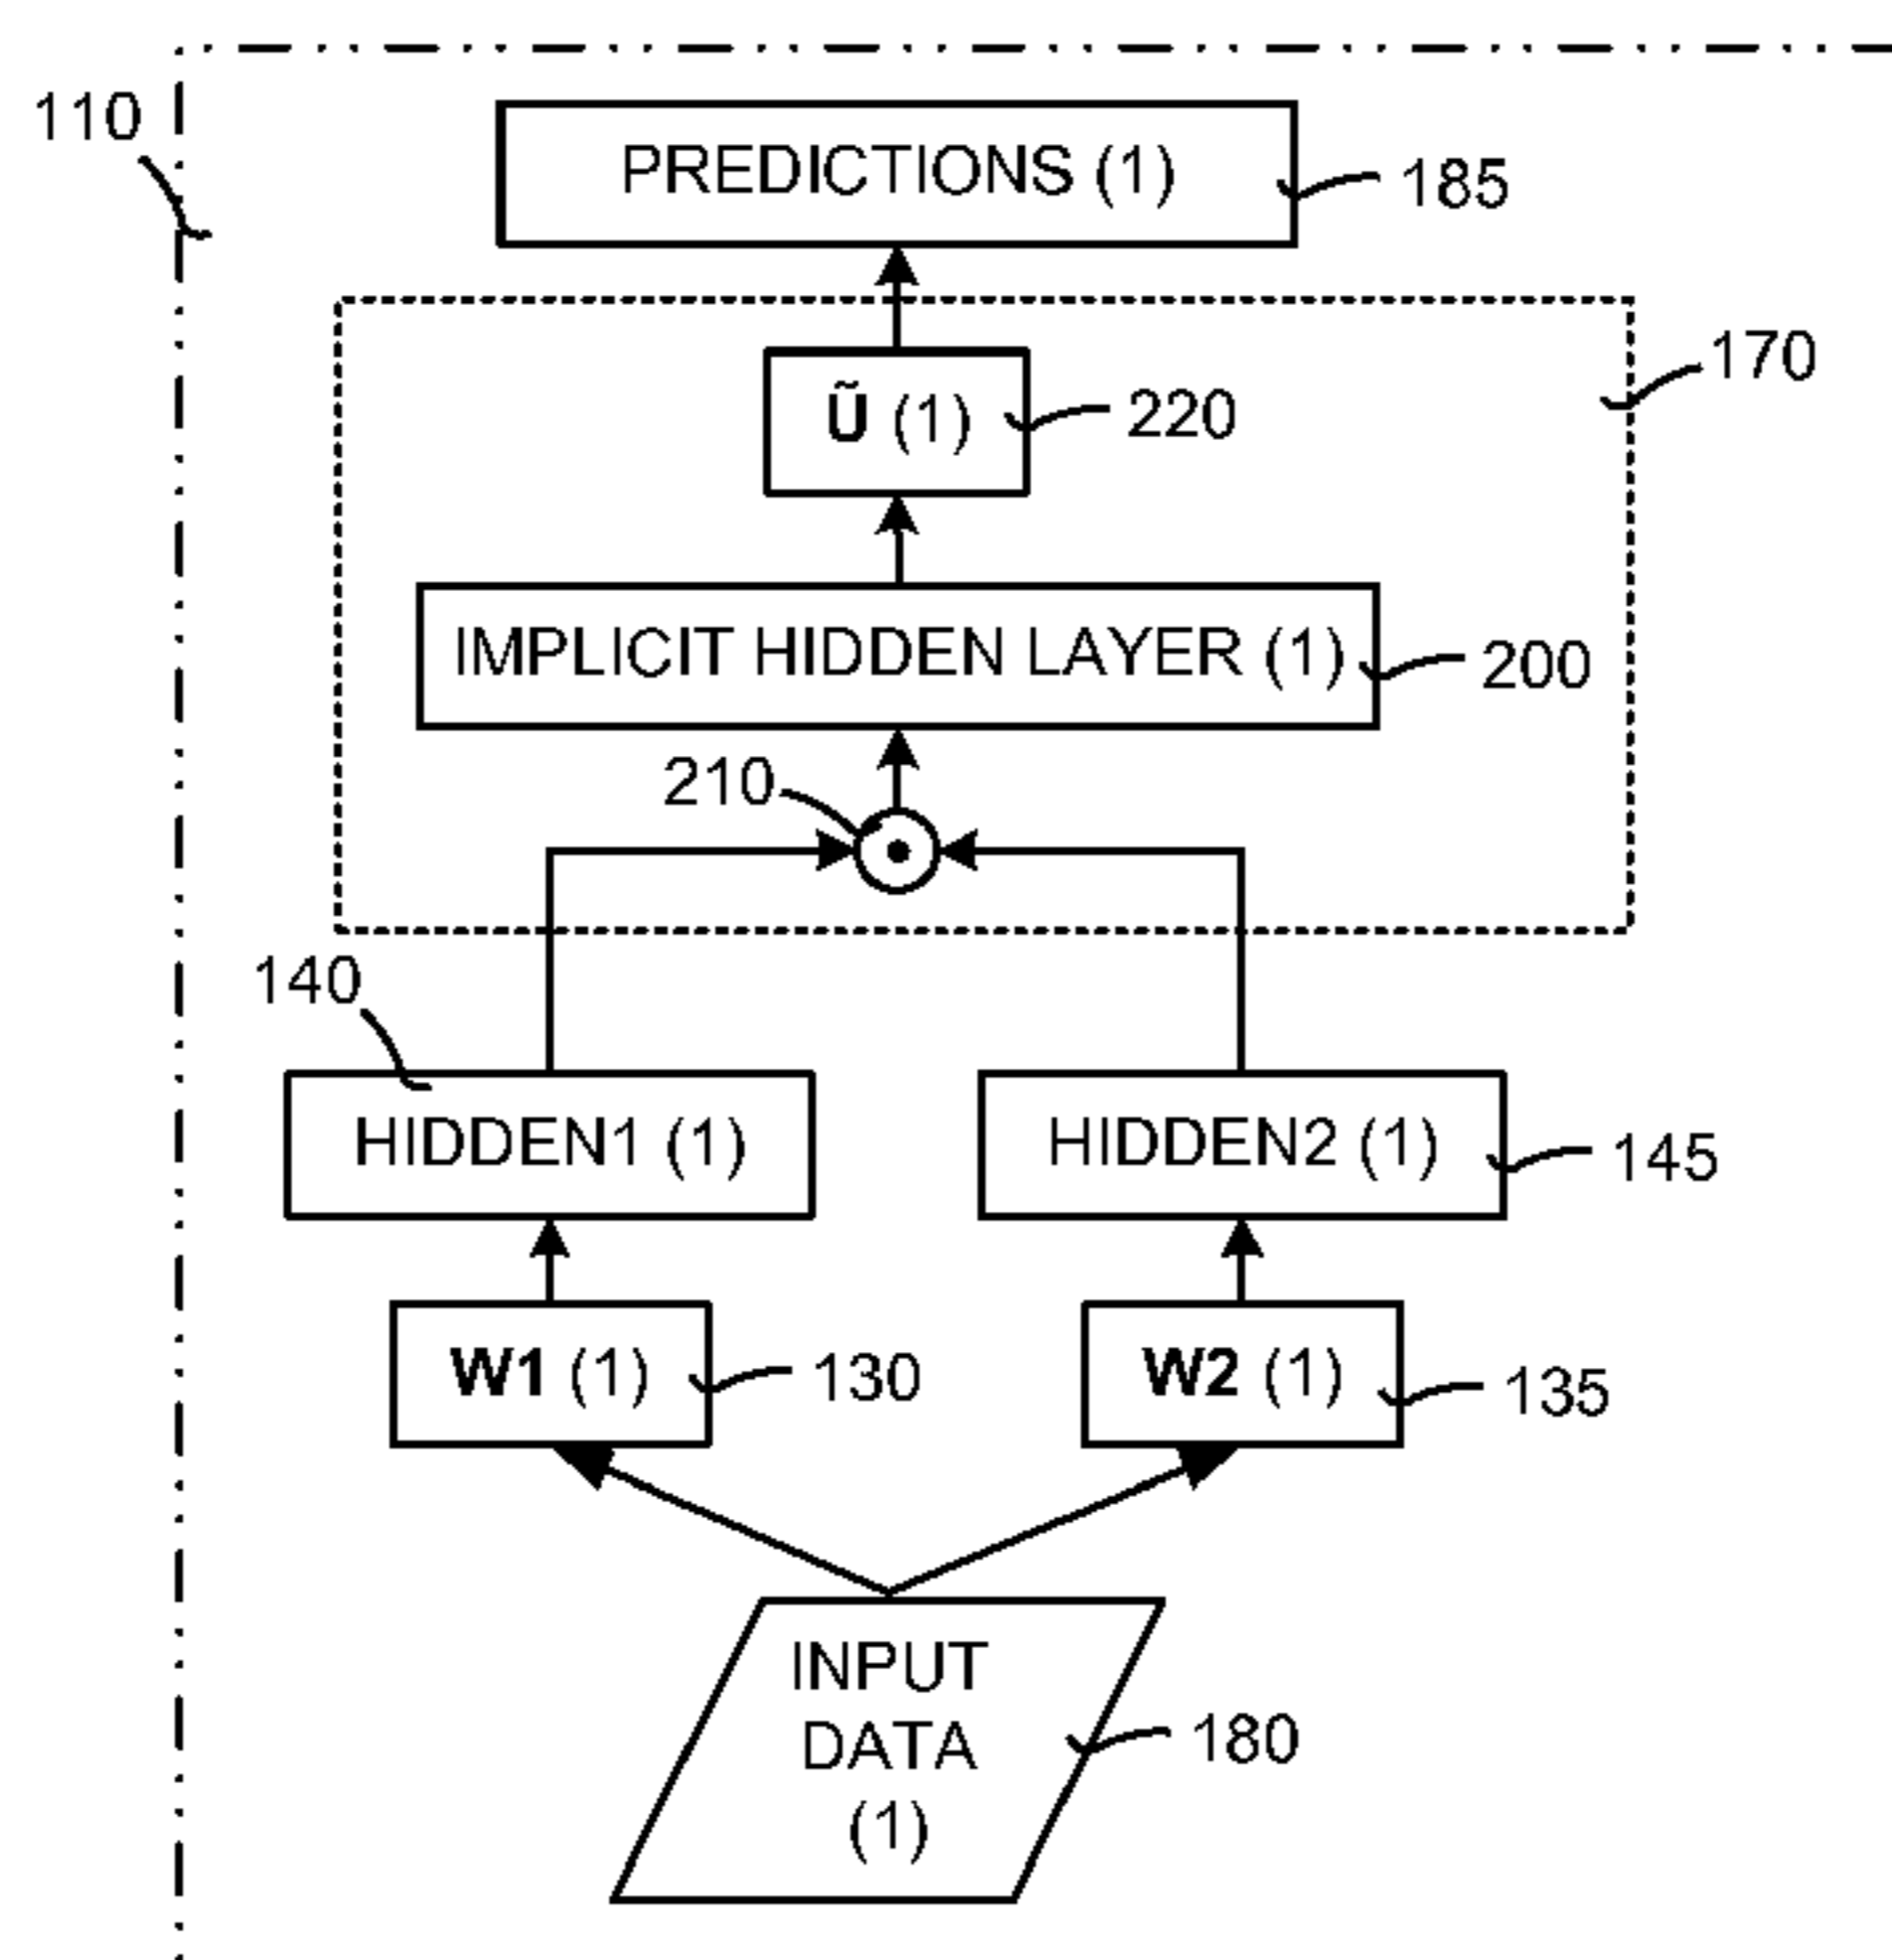 110
PREDICTIONS (1)
185
170
Ũ (1)
220
IMPLICIT HIDDEN LAYER (1)
200
210
140
HIDDEN1 (1)
HIDDEN2 (1)
145
W1 (1)
130
W2 (1)
135
INPUT
DATA
(1)
180